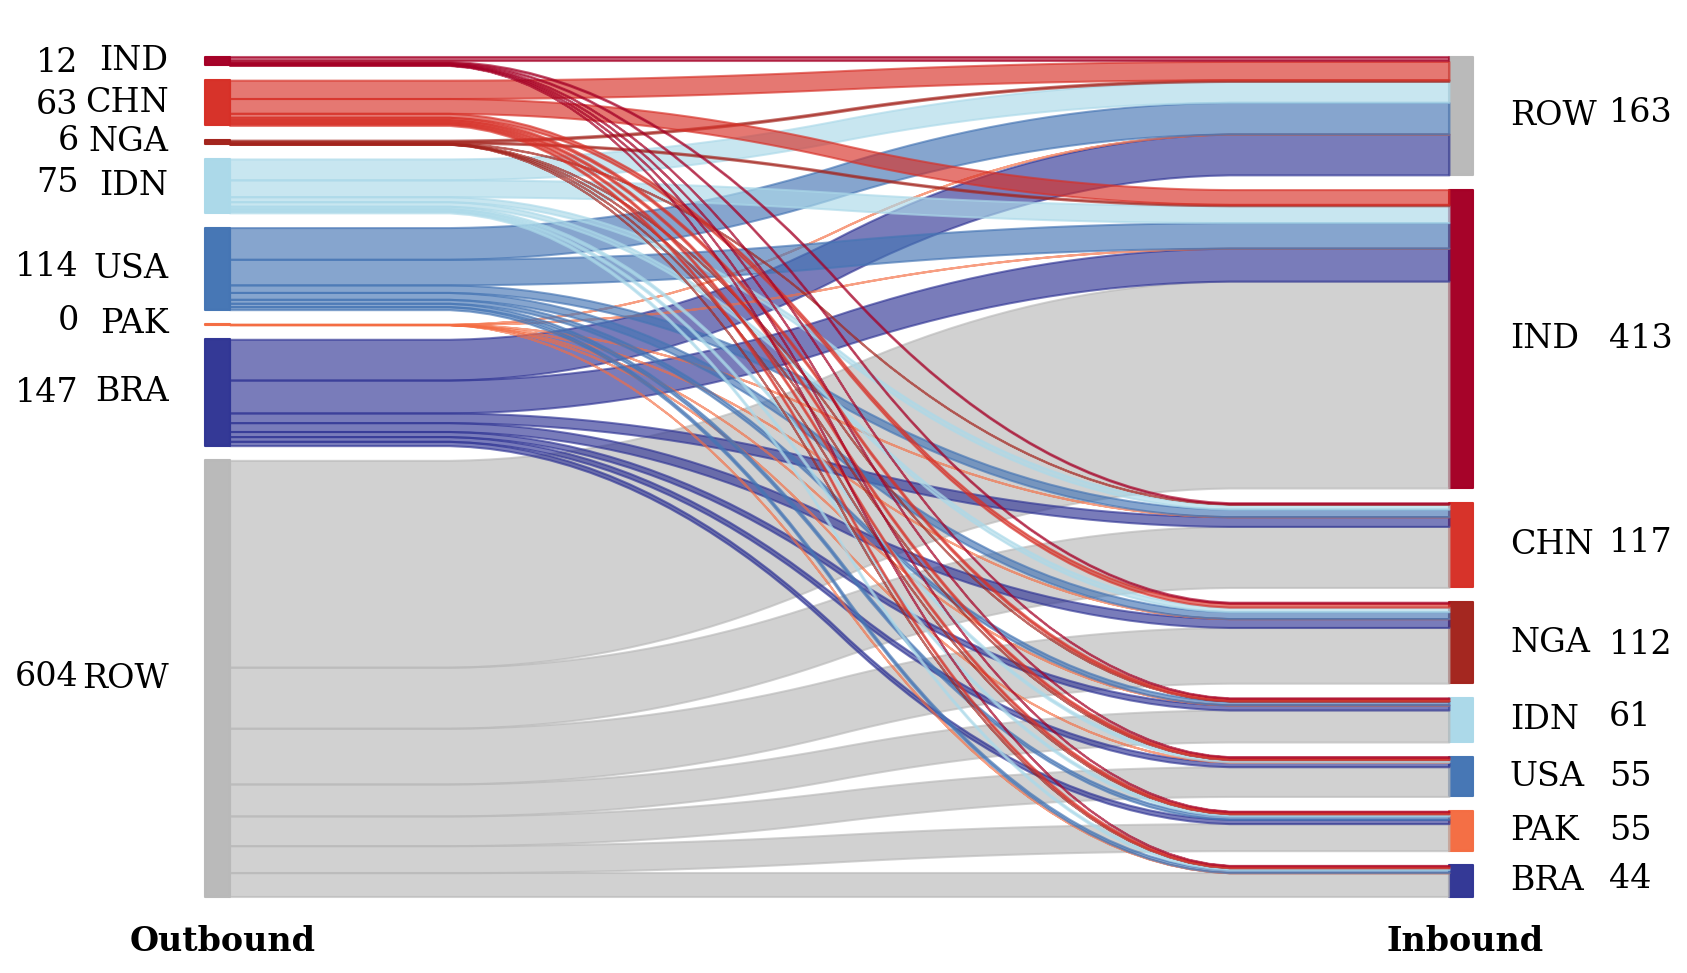 12 IND
63 CHN
6 NGA
75 IDN
114 USA
0 PAK
147 BRA
604 ROW
Outbound
ROW 163
IND 413
CHN 117
NGA 112
IDN 61
USA 55
PAK 55
BRA 44
Inbound